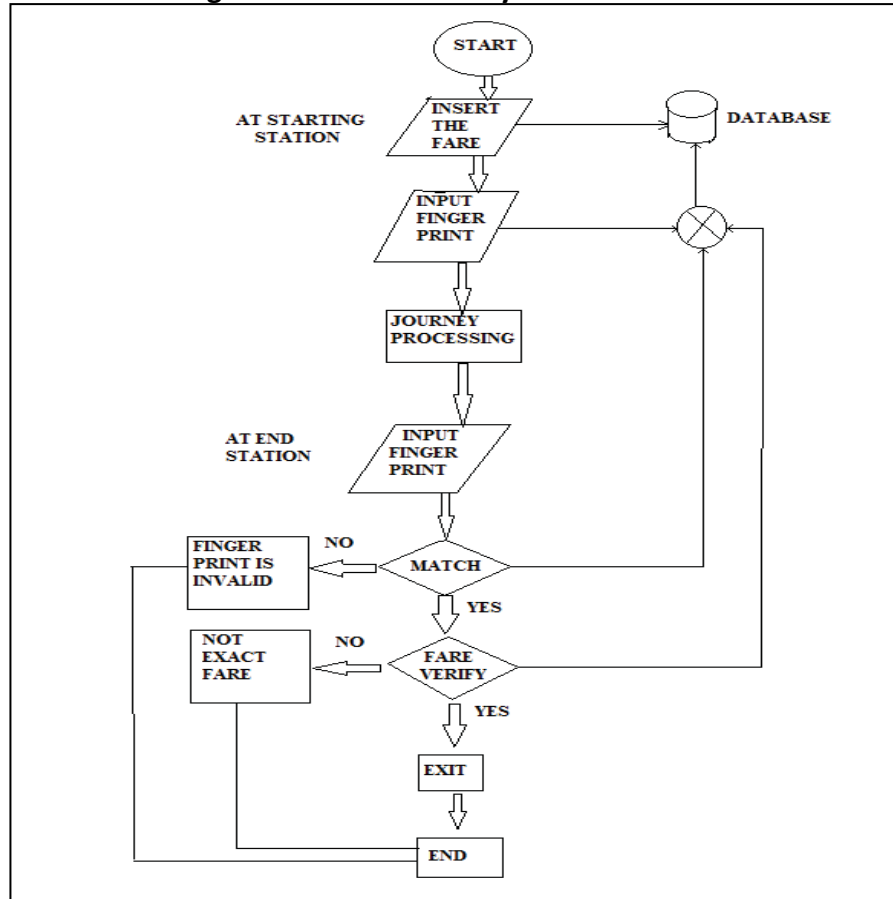 START
AT STARTING
STATION
INSERT
THE
FARE
DATABASE
INPUT
FINGER
PRINT
JOURNEY
PROCESSING
AT END
STATION
INPUT
FINGER
PRINT
FINGER
PRINT IS
INVALID
NO
MATCH
YES
NOT
EXACT
FARE
NO
FARE
VERIFY
YES
EXIT
END